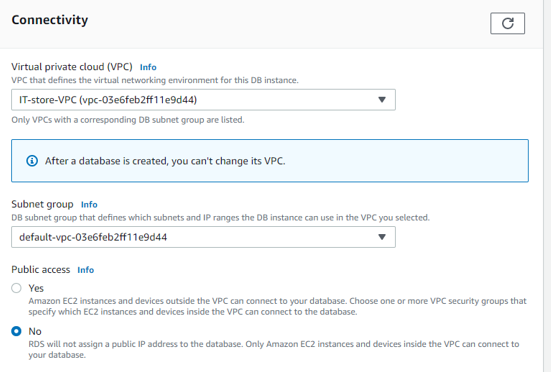 Connectivity
Virtual private cloud (VPC) Info
VPC that defines the virtual networking environment for this DB instance.
IT-store-VPC (vpc-03e6feb2ff11e9d44)
Only VPCs with a corresponding DB subnet group are listed.
After a database is created, you can't change its VPC.
Subnet group Info
DB subnet group that defines which subnets and IP ranges the DB instance can use in the VPC you selected.
default-vpc-03e6feb2ff11e9d44
Public access Info
Yes
Amazon EC2 instances and devices outside the VPC can connect to your database. Choose one or more VPC security groups that
specify which EC2 instances and devices inside the VPC can connect to the database.
No
RDS will not assign a public IP address to the database. Only Amazon EC2 instances and devices inside the VPC can connect to
your database.